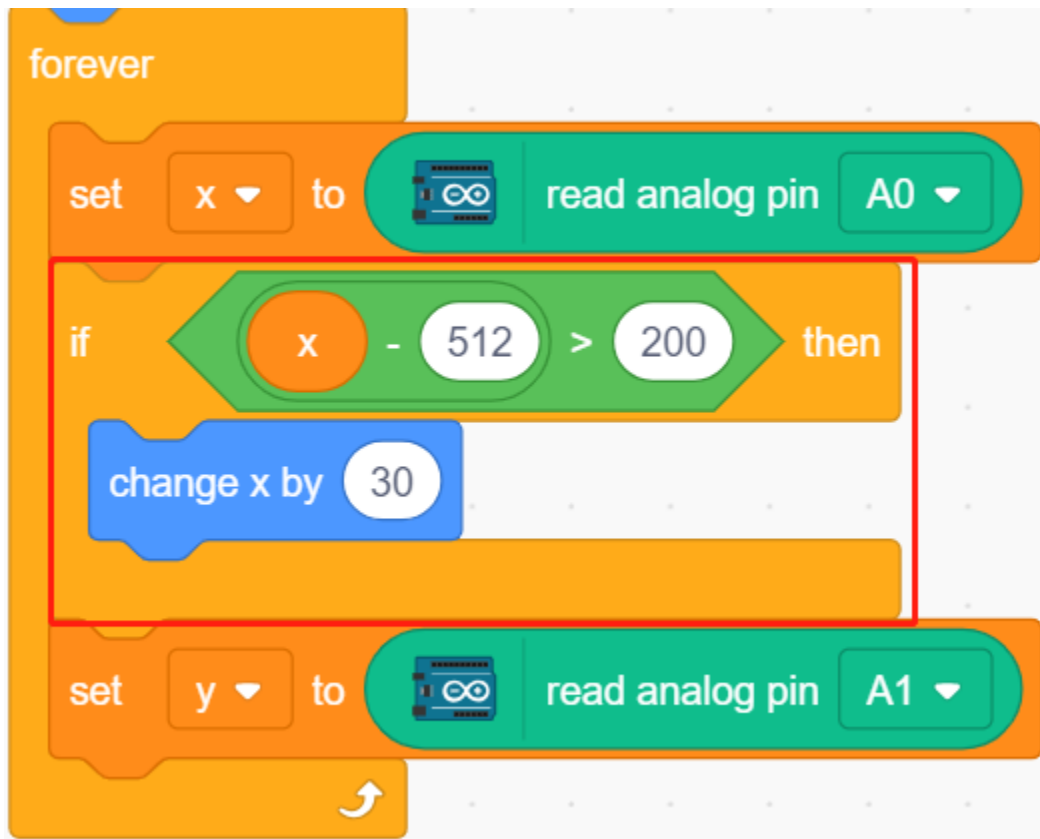 forever
set x to read analog pin A0
if x - 512 > 200 then
change x by 30
set y to read analog pin A1